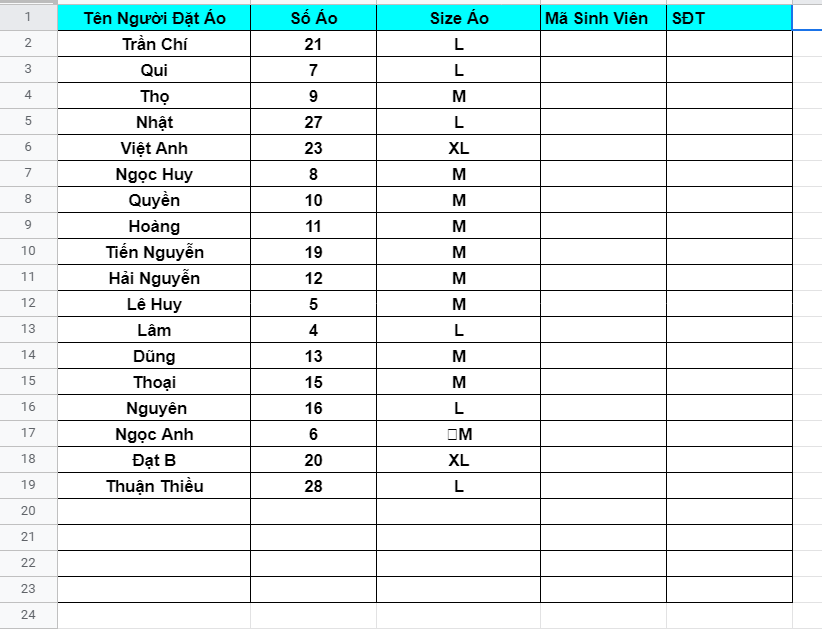 1 Tên Người Đặt Áo Số Áo Size Áo Mã Sinh Viên SĐT
2 Trần Chí 21 L
3 Qui 7 L
4 Thọ 9 M
5 Nhật 27 L
6 Việt Anh 23 XL
7 Ngọc Huy 8 M
8 Quyền 10 M
9 Hoàng 11 M
10 Tiến Nguyễn 19 M
11 Hải Nguyễn 12 M
12 Lê Huy 5 M
13 Lâm 4 L
14 Dũng 13 M
15 Thoại 15 M
16 Nguyên 16 L
17 Ngọc Anh 6 □M
18 Đạt B 20 XL
19 Thuận Thiều 28 L
20
21
22
23
24